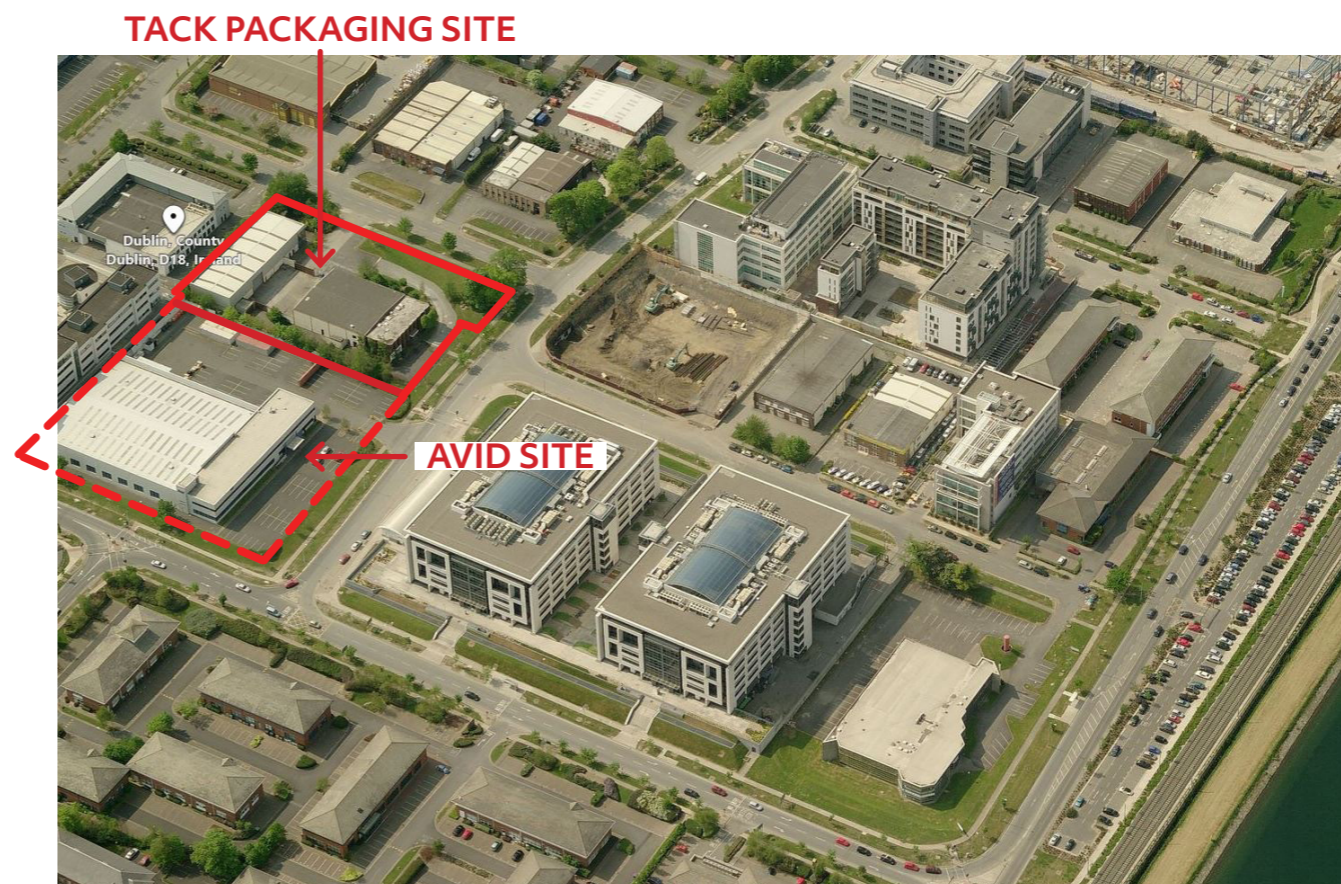 TACK PACKAGING SITE
Dublin, County
Dublin, D18, Ireland
AVID SITE